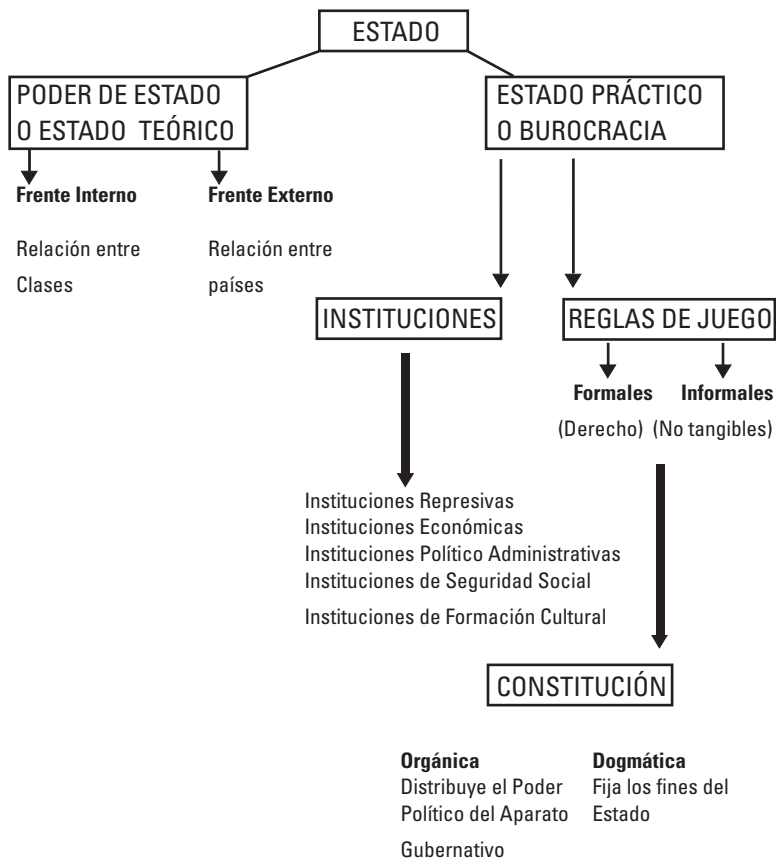 ESTADO
PODER DE ESTADO
O ESTADO TEÓRICO
ESTADO PRÁCTICO
O BUROCRACIA
Frente Interno
Relación entre
Clases
Frente Externo
Relación entre
países
INSTITUCIONES
REGLAS DE JUEGO
Formales
(Derecho)
Informales
(No tangibles)
Instituciones Represivas
Instituciones Económicas
Instituciones Político Administrativas
Instituciones de Seguridad Social
Instituciones de Formación Cultural
CONSTITUCIÓN
Orgánica
Distribuye el Poder
Político del Aparato
Gubernativo
Dogmática
Fija los fines del
Estado